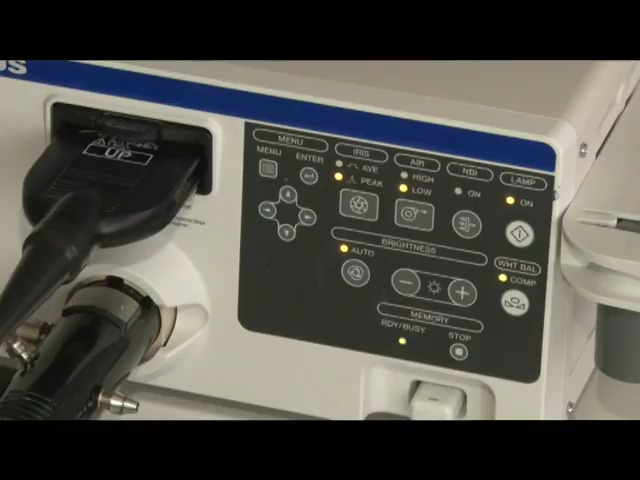 UP
MENU
MENU ENTER
IRIS
AVE
PEAK
AIR
HIGH
LOW
NBI
ON
LAMP
ON
BRIGHTNESS
AUTO
WHT BAL
COMP
MEMORY
RDY/BUSY STOP